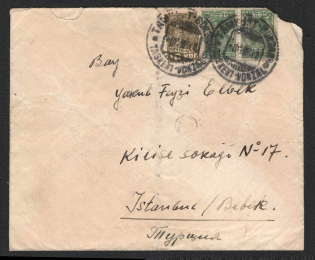 Bay
Yakub Feyzi Elbek
Kilise sokağı No 17.
Istanbul / Bebek.
Турция